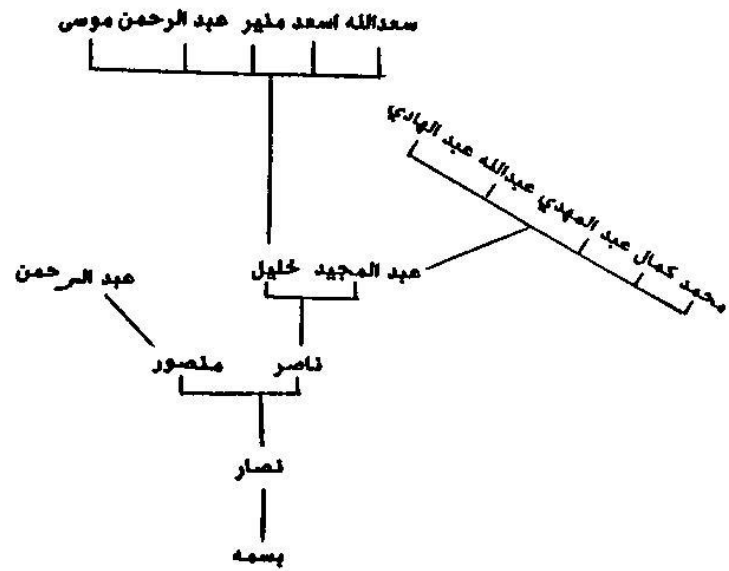 سعدالله اسعد منير عبد الرحمن موسى
محمد كمال عبد المهدي عبدالله عبد الهادي
عبد المجيد خليل
عبد الرحمن
ناصر منصور
نصار
بسمه